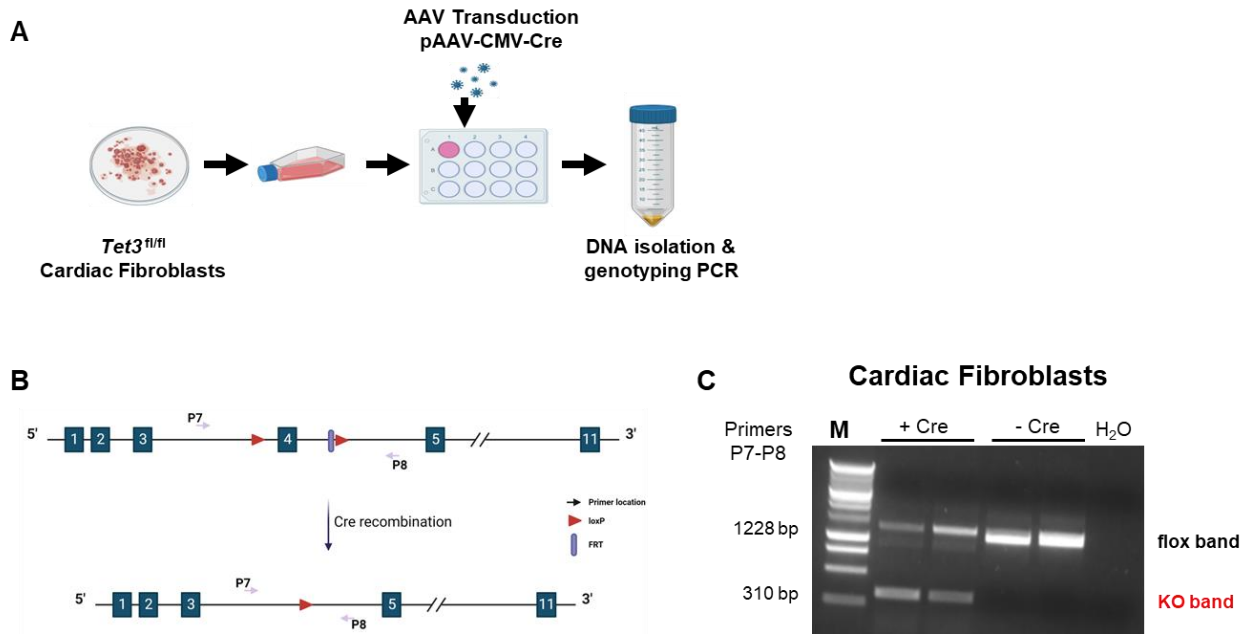 A
AAV Transduction
pAAV-CMV-Cre
Tet3fl/fl
Cardiac Fibroblasts
DNA isolation &
genotyping PCR
B
5'
1
2
3
P7
4
P8
5
11
3'
Cre recombination
Primer location
loxP
FRT
5'
1
2
3
P7
P8
5
11
3'
C
Cardiac Fibroblasts
Primers
P7-P8
M
+ Cre
- Cre
H₂O
1228 bp
flox band
310 bp
KO band